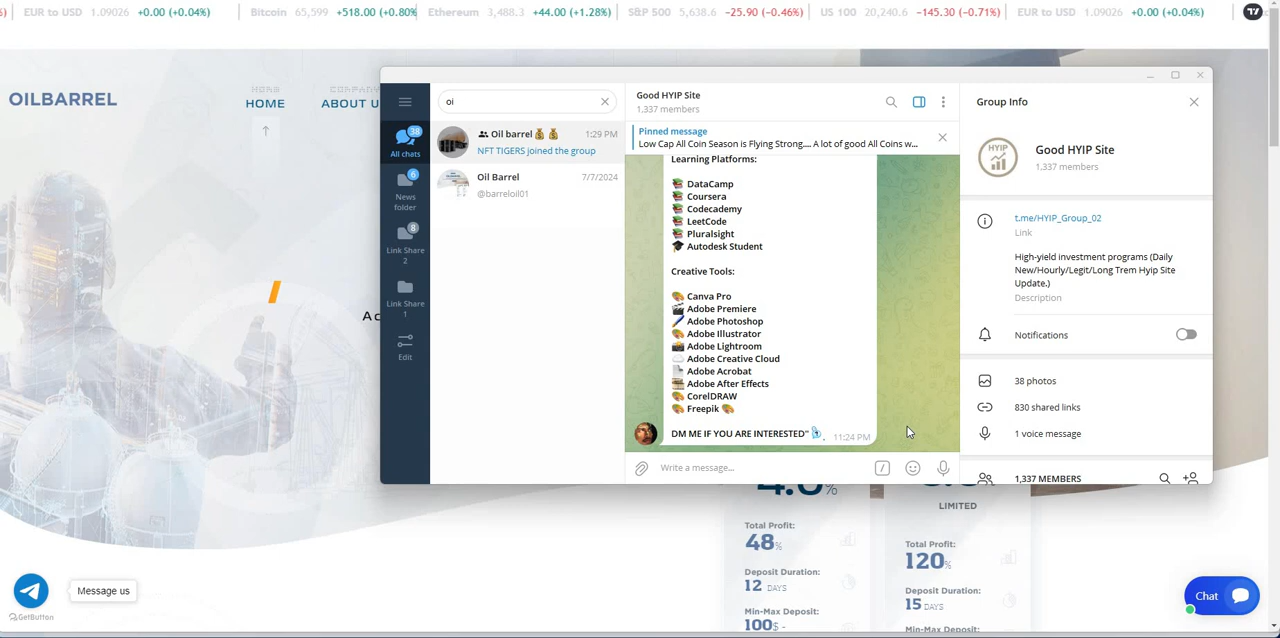 EUR to USD 1.09026 +0.00 (+0.04%) Bitcoin 65,599 +518.00 (+0.80% Ethereum 3,488.3 +44.00 (+1.28%) S&P 500 5,638.6 −25.90 (−0.46%) US 100 20,240.6 −145.30 (−0.71%) EUR to USD 1.09026 +0.00 (+0.04%)
OILBARREL
HOME
HOME
COMPANY
ABOUT U
Ac
oi
Good HYIP Site
1,337 members
Group Info
38
All chats
6
News
folder
8
Link Share
2
Link Share
1
Edit
Oil barrel💰💰 1:29 PM
NFT TIGERS joined the group
Oil Barrel 7/7/2024
@barreloil01
Pinned message
Low Cap All Coin Season is Flying Strong.... A lot of good All Coins w...
Learning Platforms:
📚 DataCamp
📚 Coursera
📚 Codecademy
📚 LeetCode
📚 Pluralsight
🎓 Autodesk Student
Creative Tools:
🎨 Canva Pro
🎬 Adobe Premiere
🖌 Adobe Photoshop
🎨 Adobe Illustrator
📸 Adobe Lightroom
☁️ Adobe Creative Cloud
📄 Adobe Acrobat
🎬 Adobe After Effects
🎨 CorelDRAW
🎨 Freepik 🎨
DM ME IF YOU ARE INTERESTED" . 11:24 PM
Write a message...
HYIP
Good HYIP Site
1,337 members
t.me/HYIP_Group_02
Link
High-yield investment programs (Daily
New/Hourly/Legit/Long Trem Hyip Site
Update.)
Description
Notifications
38 photos
830 shared links
1 voice message
1,337 MEMBERS
4.0%
Total Profit:
48%
Deposit Duration:
12 DAYS
Min-Max Deposit:
100$ -
LIMITED
Total Profit:
120%
Deposit Duration:
15 DAYS
Min-Max Deposit:
Message us
GetButton
Chat